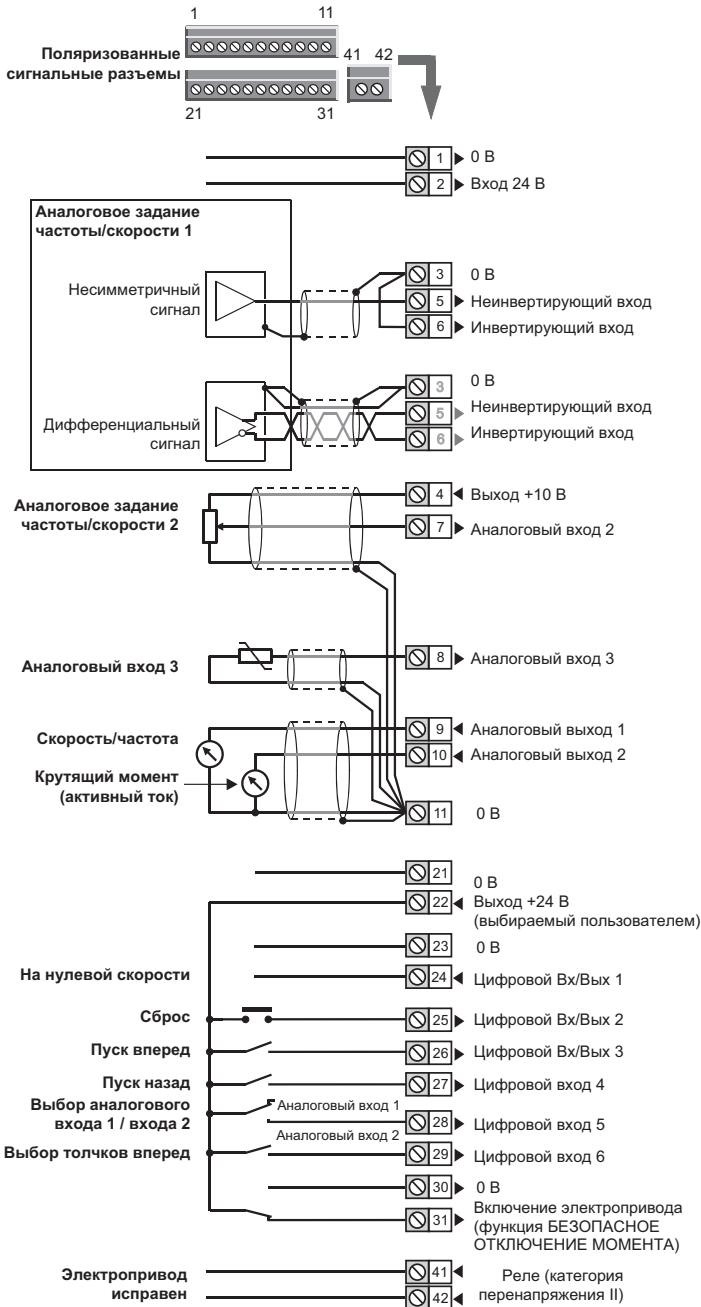 1 11
Поляризованные
сигнальные разъемы
41 42
21 31
1 0 В
2 Вход 24 В
Аналоговое задание
частоты/скорости 1
Несимметричный
сигнал
3 0 В
5 Неинвертирующий вход
6 Инвертирующий вход
Дифференциальный
сигнал
3 0 В
5 Неинвертирующий вход
6 Инвертирующий вход
Аналоговое задание
частоты/скорости 2
4 Выход +10 В
7 Аналоговый вход 2
Аналоговый вход 3
8 Аналоговый вход 3
Скорость/частота
9 Аналоговый выход 1
10 Аналоговый выход 2
Крутящий момент
(активный ток)
11 0 В
21 0 В
22 Выход +24 В
(выбираемый пользователем)
23 0 В
На нулевой скорости
24 Цифровой Вх/Вых 1
Сброс
25 Цифровой Вх/Вых 2
Пуск вперед
26 Цифровой Вх/Вых 3
Пуск назад
27 Цифровой вход 4
Выбор аналогового
входа 1 / входа 2
Аналоговый вход 1
28 Цифровой вход 5
Аналоговый вход 2
Выбор толчков вперед
29 Цифровой вход 6
30 0 В
31 Включение электропривода
(функция БЕЗОПАСНОЕ
ОТКЛЮЧЕНИЕ МОМЕНТА)
Электропривод
исправен
41 Реле (категория
42 перенапряжения II)